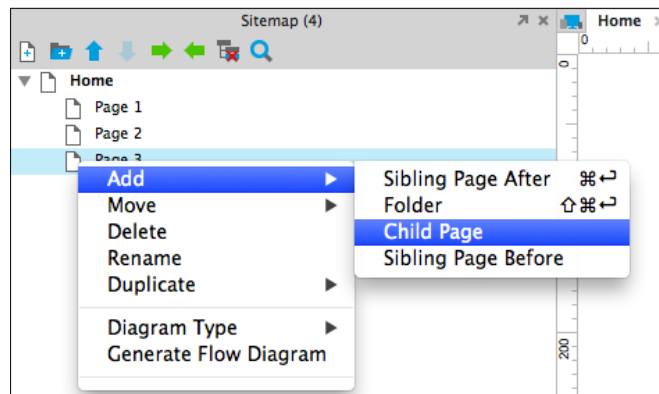 Sitemap (4)
Home
0
0
Home
Page 1
Page 2
Page 3
Add
Move
Delete
Rename
Duplicate
Diagram Type
Generate Flow Diagram
Sibling Page After ⌘↩
Folder ⇧⌘↩
Child Page
Sibling Page Before
200